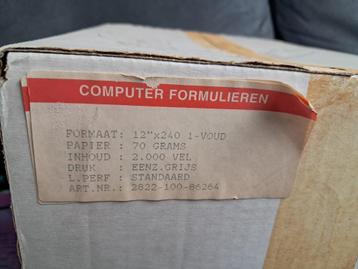 COMPUTER FORMULIEREN
FORMAAT: 12"x240 1-VOUD
PAPIER : 70 GRAMS
INHOUD : 2.000 VEL
DRUK : EENZ.GRIJS
L.PERF : STANDAARD
ART.NR.: 2822-100-86264